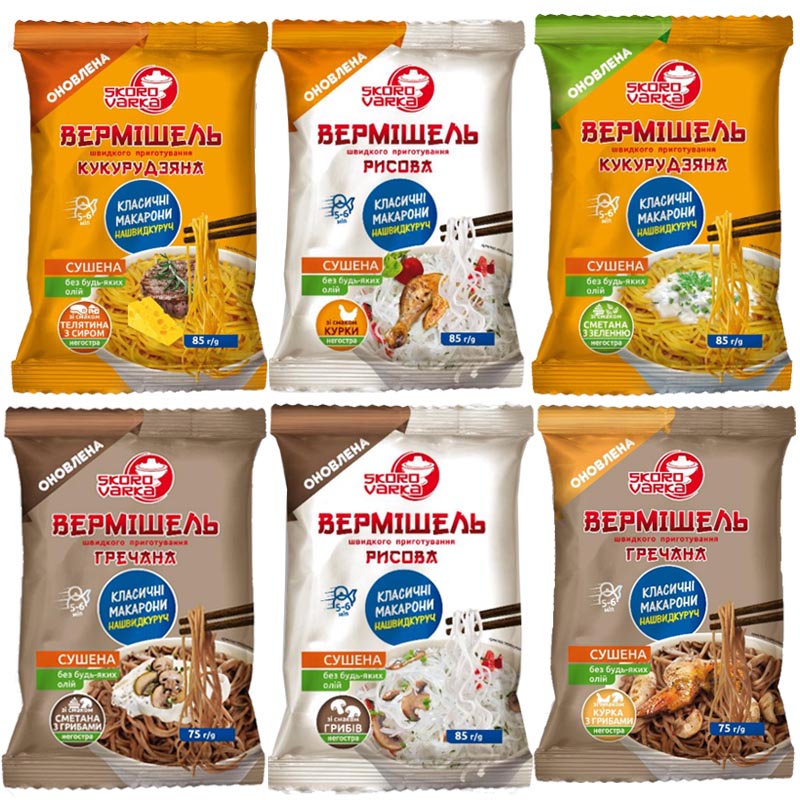 ОНОВЛЕНА
SKORO
VARKA
ВЕРМІШЕЛЬ
швидкого приготування
КУКУРУДЗЯНА
5-6
міл
КЛАСИЧНІ
МАКАРОНИ
НАШВИДКУРУЧ
СУШЕНА
без будь-яких
олій
зі смаком
ТЕЛЯТИНА
З СИРОМ
негостра
85 г/g
ОНОВЛЕНА
SKORO
VARKA
ВЕРМІШЕЛЬ
швидкого приготування
РИСОВА
5-6
міл
КЛАСИЧНІ
МАКАРОНИ
НАШВИДКУРУЧ
СУШЕНА
без будь-яких
олій
зі смаком
КУРКИ
негостра
85 г/g
ОНОВЛЕНА
SKORO
VARKA
ВЕРМІШЕЛЬ
швидкого приготування
КУКУРУДЗЯНА
5-6
міл
КЛАСИЧНІ
МАКАРОНИ
НАШВИДКУРУЧ
СУШЕНА
без будь-яких
олій
зі смаком
СМЕТАНА
З ЗЕЛЕННЮ
негостра
85 г/g
ОНОВЛЕНА
SKORO
VARKA
ВЕРМІШЕЛЬ
швидкого приготування
ГРЕЧАНА
5-6
міл
КЛАСИЧНІ
МАКАРОНИ
НАШВИДКУРУЧ
СУШЕНА
без будь-яких
олій
зі смаком
СМЕТАНА
З ГРИБАМИ
негостра
75 г/g
ОНОВЛЕНА
SKORO
VARKA
ВЕРМІШЕЛЬ
швидкого приготування
РИСОВА
5-6
міл
КЛАСИЧНІ
МАКАРОНИ
НАШВИДКУРУЧ
СУШЕНА
без будь-яких
олій
зі смаком
ГРИБІВ
негостра
85 г/g
ОНОВЛЕНА
SKORO
VARKA
ВЕРМІШЕЛЬ
швидкого приготування
ГРЕЧАНА
5-6
міл
КЛАСИЧНІ
МАКАРОНИ
НАШВИДКУРУЧ
СУШЕНА
без будь-яких
олій
зі смаком
КУРКА
З ГРИБАМИ
негостра
75 г/g